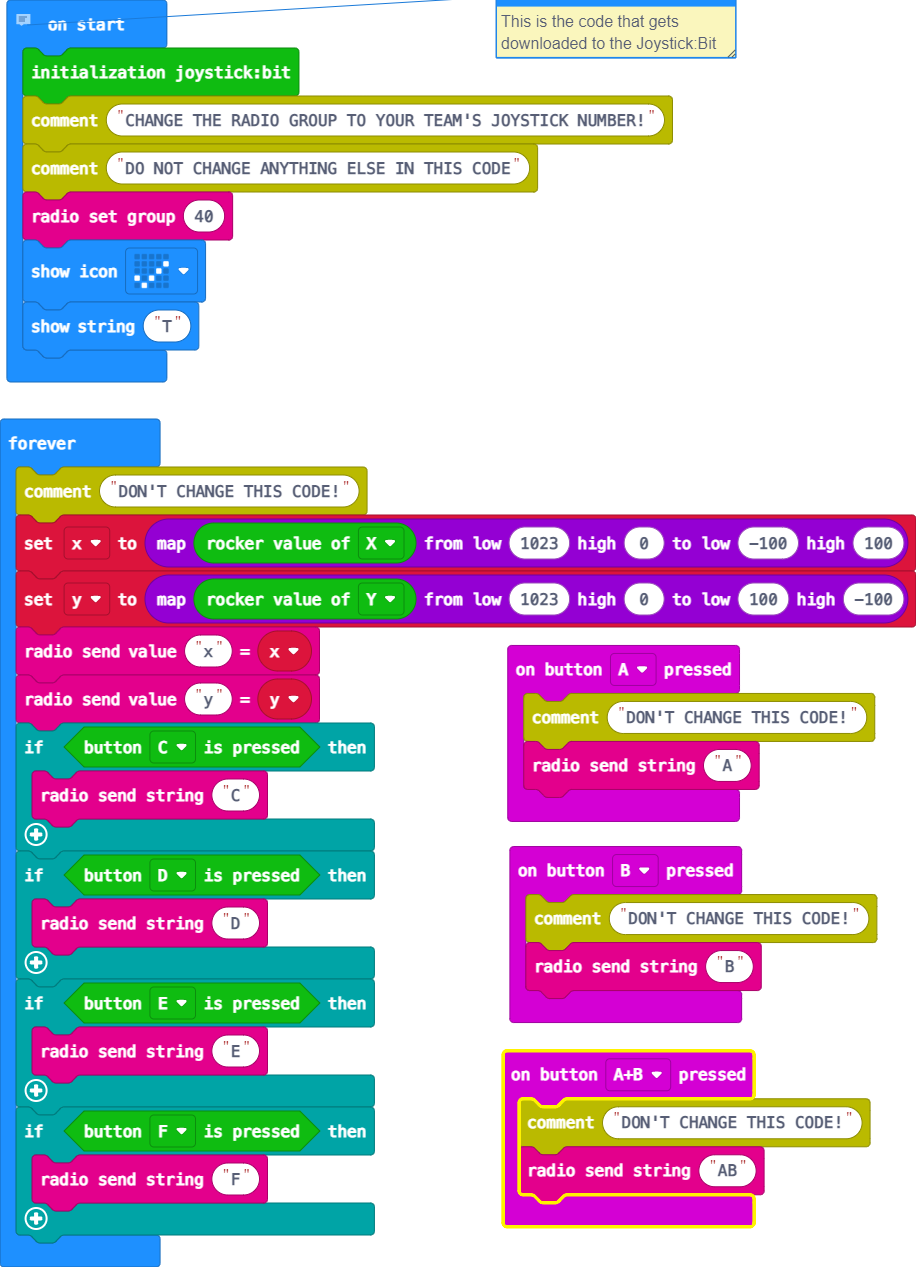 on start
This is the code that gets
downloaded to the Joystick:Bit
initialization joystick:bit
comment "CHANGE THE RADIO GROUP TO YOUR TEAM'S JOYSTICK NUMBER!"
comment "DO NOT CHANGE ANYTHING ELSE IN THIS CODE"
radio set group 40
show icon
show string "T"
forever
comment "DON'T CHANGE THIS CODE!"
set x to map rocker value of X from low 1023 high 0 to low -100 high 100
set y to map rocker value of Y from low 1023 high 0 to low 100 high -100
radio send value "x" = x
radio send value "y" = y
if button C is pressed then
radio send string "C"
if button D is pressed then
radio send string "D"
if button E is pressed then
radio send string "E"
if button F is pressed then
radio send string "F"
on button A pressed
comment "DON'T CHANGE THIS CODE!"
radio send string "A"
on button B pressed
comment "DON'T CHANGE THIS CODE!"
radio send string "B"
on button A+B pressed
comment "DON'T CHANGE THIS CODE!"
radio send string "AB"